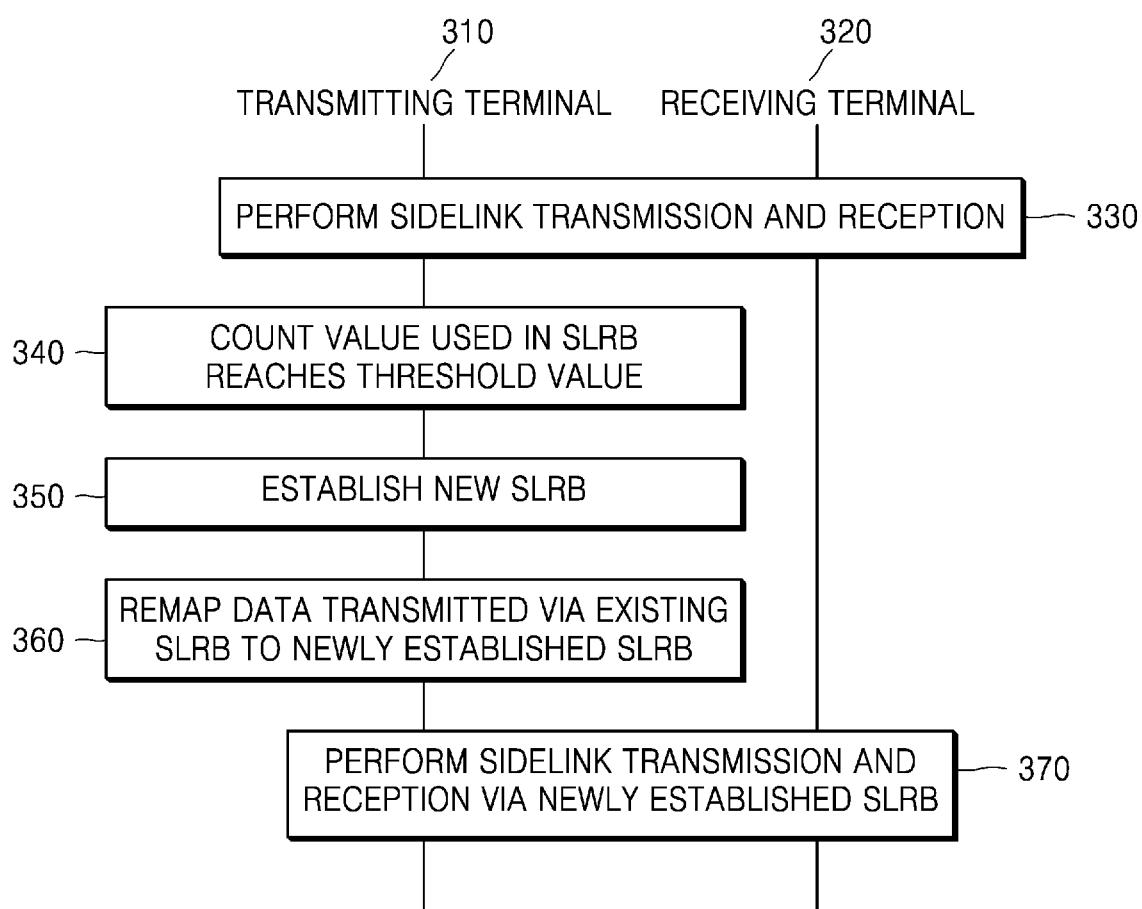 310
320
TRANSMITTING TERMINAL
RECEIVING TERMINAL
PERFORM SIDELINK TRANSMISSION AND RECEPTION
330
340
COUNT VALUE USED IN SLRB
REACHES THRESHOLD VALUE
350
ESTABLISH NEW SLRB
360
REMAP DATA TRANSMITTED VIA EXISTING
SLRB TO NEWLY ESTABLISHED SLRB
PERFORM SIDELINK TRANSMISSION AND
RECEPTION VIA NEWLY ESTABLISHED SLRB
370